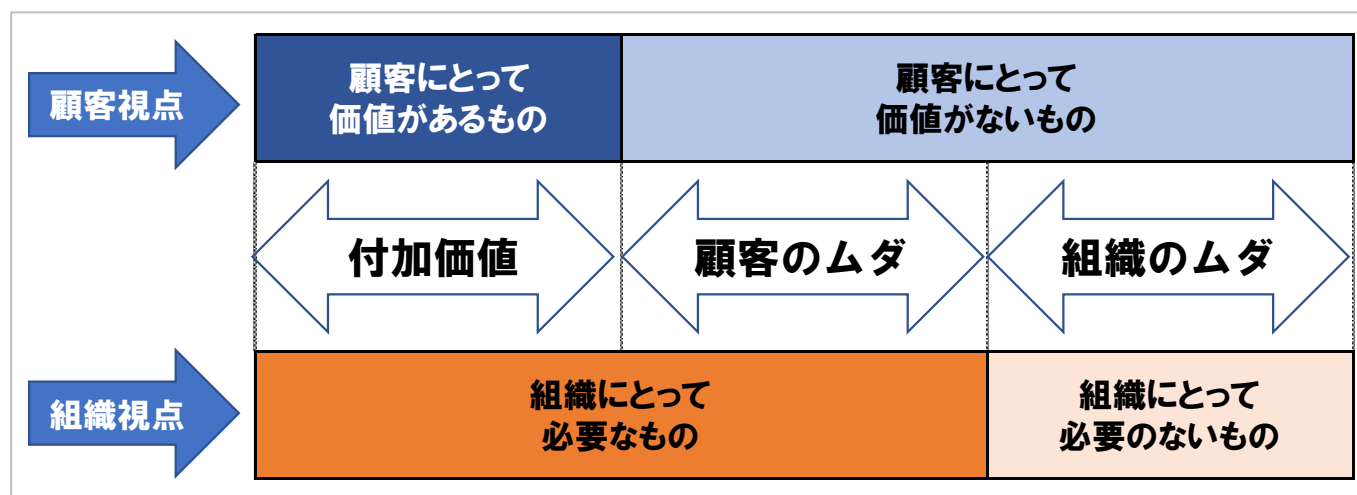 顧客視点
顧客にとって
価値があるもの
顧客にとって
価値がないもの
付加価値
顧客のムダ
組織のムダ
組織視点
組織にとって
必要なもの
組織にとって
必要のないもの